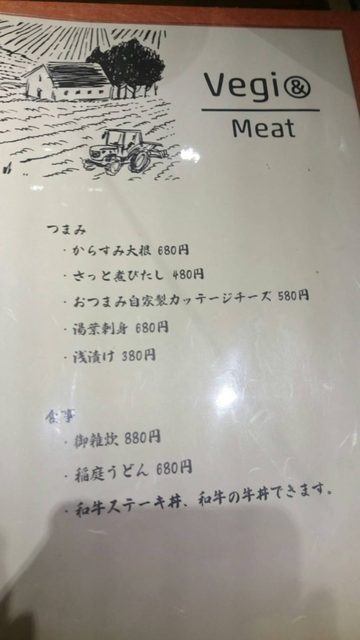 Vegi&
Meat
つまみ
・からすみ大根 680円
・さっと煮びたし 480円
・おつまみ自家製カッテージチーズ 580円
・湯葉刺身 680円
・浅漬け 380円
食事
・御雑炊 880円
・稲庭うどん 680円
・和牛ステーキ丼、和牛の牛丼できます。